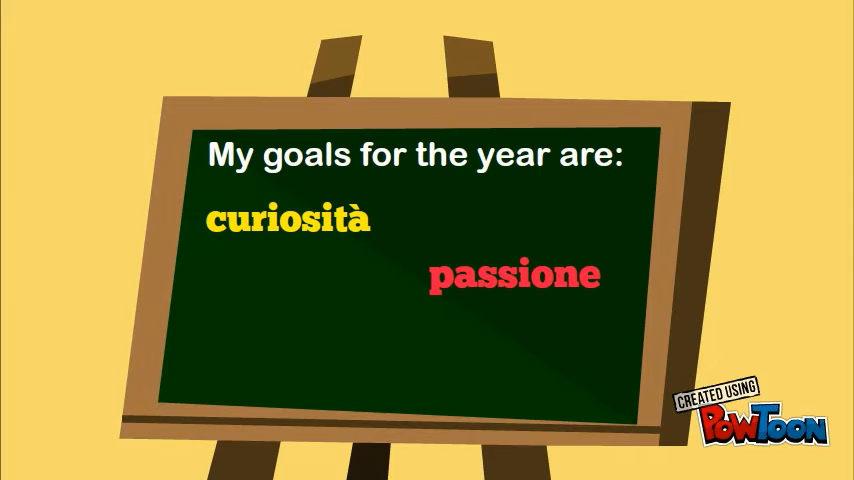 My goals for the year are:
curiosità
passione
CREATED USING
POWTOON